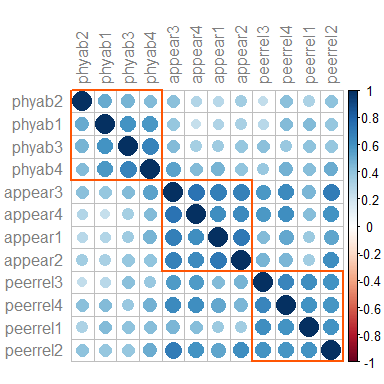 phyab2 phyab1 phyab3 phyab4 appear3 appear4 appear1 appear2 peerrel3 peerrel4 peerrel1 peerrel2
phyab2
phyab1
phyab3
phyab4
appear3
appear4
appear1
appear2
peerrel3
peerrel4
peerrel1
peerrel2
1
0.8
0.6
0.4
0.2
0
-0.2
-0.4
-0.6
-0.8
-1